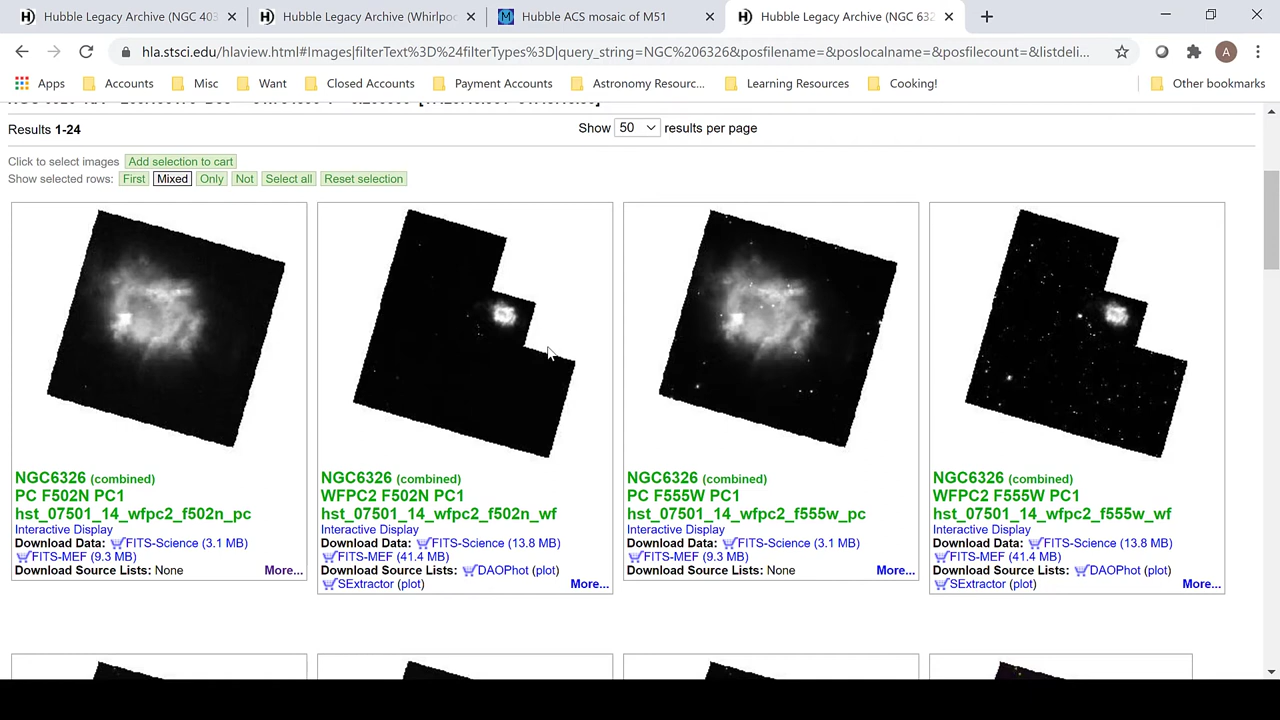 Hubble Legacy Archive (NGC 403
Hubble Legacy Archive (Whirlpoo
Hubble ACS mosaic of M51
Hubble Legacy Archive (NGC 632
hla.stsci.edu/hlaview.html#Images|filterText%3D%24filterTypes%3D|query_string=NGC%206326&posfilename=&poslocalname=&posfilecount=&listdeli...
A
Apps
Accounts
Misc
Want
Closed Accounts
Payment Accounts
Astronomy Resourc...
Learning Resources
Cooking!
Other bookmarks
Results 1-24
Show 50 results per page
Click to select images Add selection to cart
Show selected rows: First Mixed Only Not Select all Reset selection
NGC6326 (combined)
PC F502N PC1
hst_07501_14_wfpc2_f502n_pc
Interactive Display
Download Data: FITS-Science (3.1 MB)
FITS-MEF (9.3 MB)
Download Source Lists: None
More...
NGC6326 (combined)
WFPC2 F502N PC1
hst_07501_14_wfpc2_f502n_wf
Interactive Display
Download Data: FITS-Science (13.8 MB)
FITS-MEF (41.4 MB)
Download Source Lists: DAOPhot (plot)
SExtractor (plot)
More...
NGC6326 (combined)
PC F555W PC1
hst_07501_14_wfpc2_f555w_pc
Interactive Display
Download Data: FITS-Science (3.1 MB)
FITS-MEF (9.3 MB)
Download Source Lists: None
More...
NGC6326 (combined)
WFPC2 F555W PC1
hst_07501_14_wfpc2_f555w_wf
Interactive Display
Download Data: FITS-Science (13.8 MB)
FITS-MEF (41.4 MB)
Download Source Lists: DAOPhot (plot)
SExtractor (plot)
More...